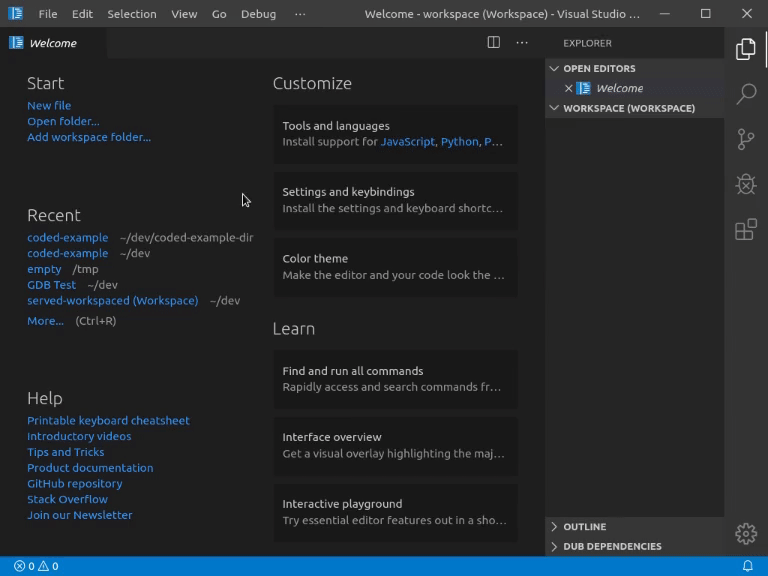 File Edit Selection View Go Debug ··· Welcome - workspace (Workspace) - Visual Studio ...
Welcome ···
Start
New file
Open folder...
Add workspace folder...
Recent
coded-example ~/dev/coded-example-dir
coded-example ~/dev
empty /tmp
GDB Test ~/dev
served-workspaced (Workspace) ~/dev
More... (Ctrl+R)
Help
Printable keyboard cheatsheet
Introductory videos
Tips and Tricks
Product documentation
GitHub repository
Stack Overflow
Join our Newsletter
Customize
Tools and languages
Install support for JavaScript, Python, P...
Settings and keybindings
Install the settings and keyboard shortc...
Color theme
Make the editor and your code look the ...
Learn
Find and run all commands
Rapidly access and search commands fr...
Interface overview
Get a visual overlay highlighting the maj...
Interactive playground
Try essential editor features out in a sho...
EXPLORER
OPEN EDITORS
Welcome
WORKSPACE (WORKSPACE)
OUTLINE
DUB DEPENDENCIES
0 0